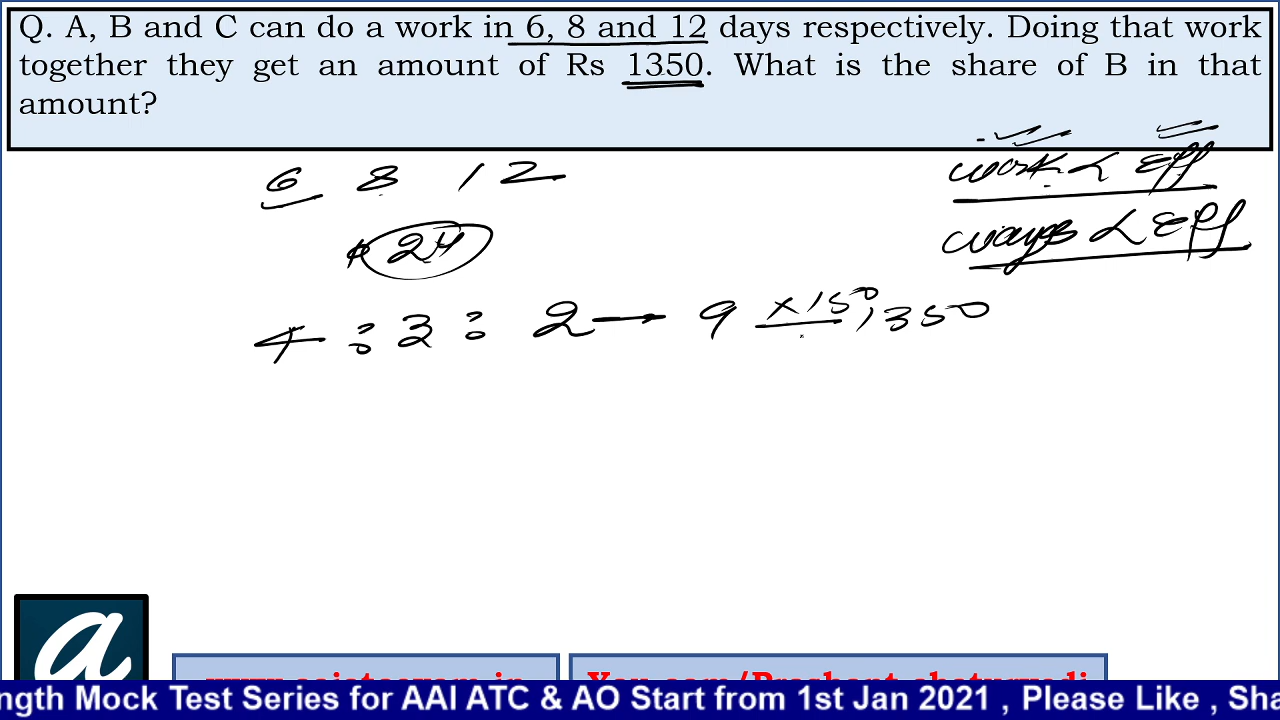 Q. A, B and C can do a work in 6, 8 and 12 days respectively. Doing that work
together they get an amount of Rs 1350. What is the share of B in that
amount?
6 8 12
work ∝ Eff
24
wages ∝ Eff
4 : 3 : 2 → 9 ×150 1350
a
ngth Mock Test Series for AAI ATC & AO Start from 1st Jan 2021 , Please Like , Sha